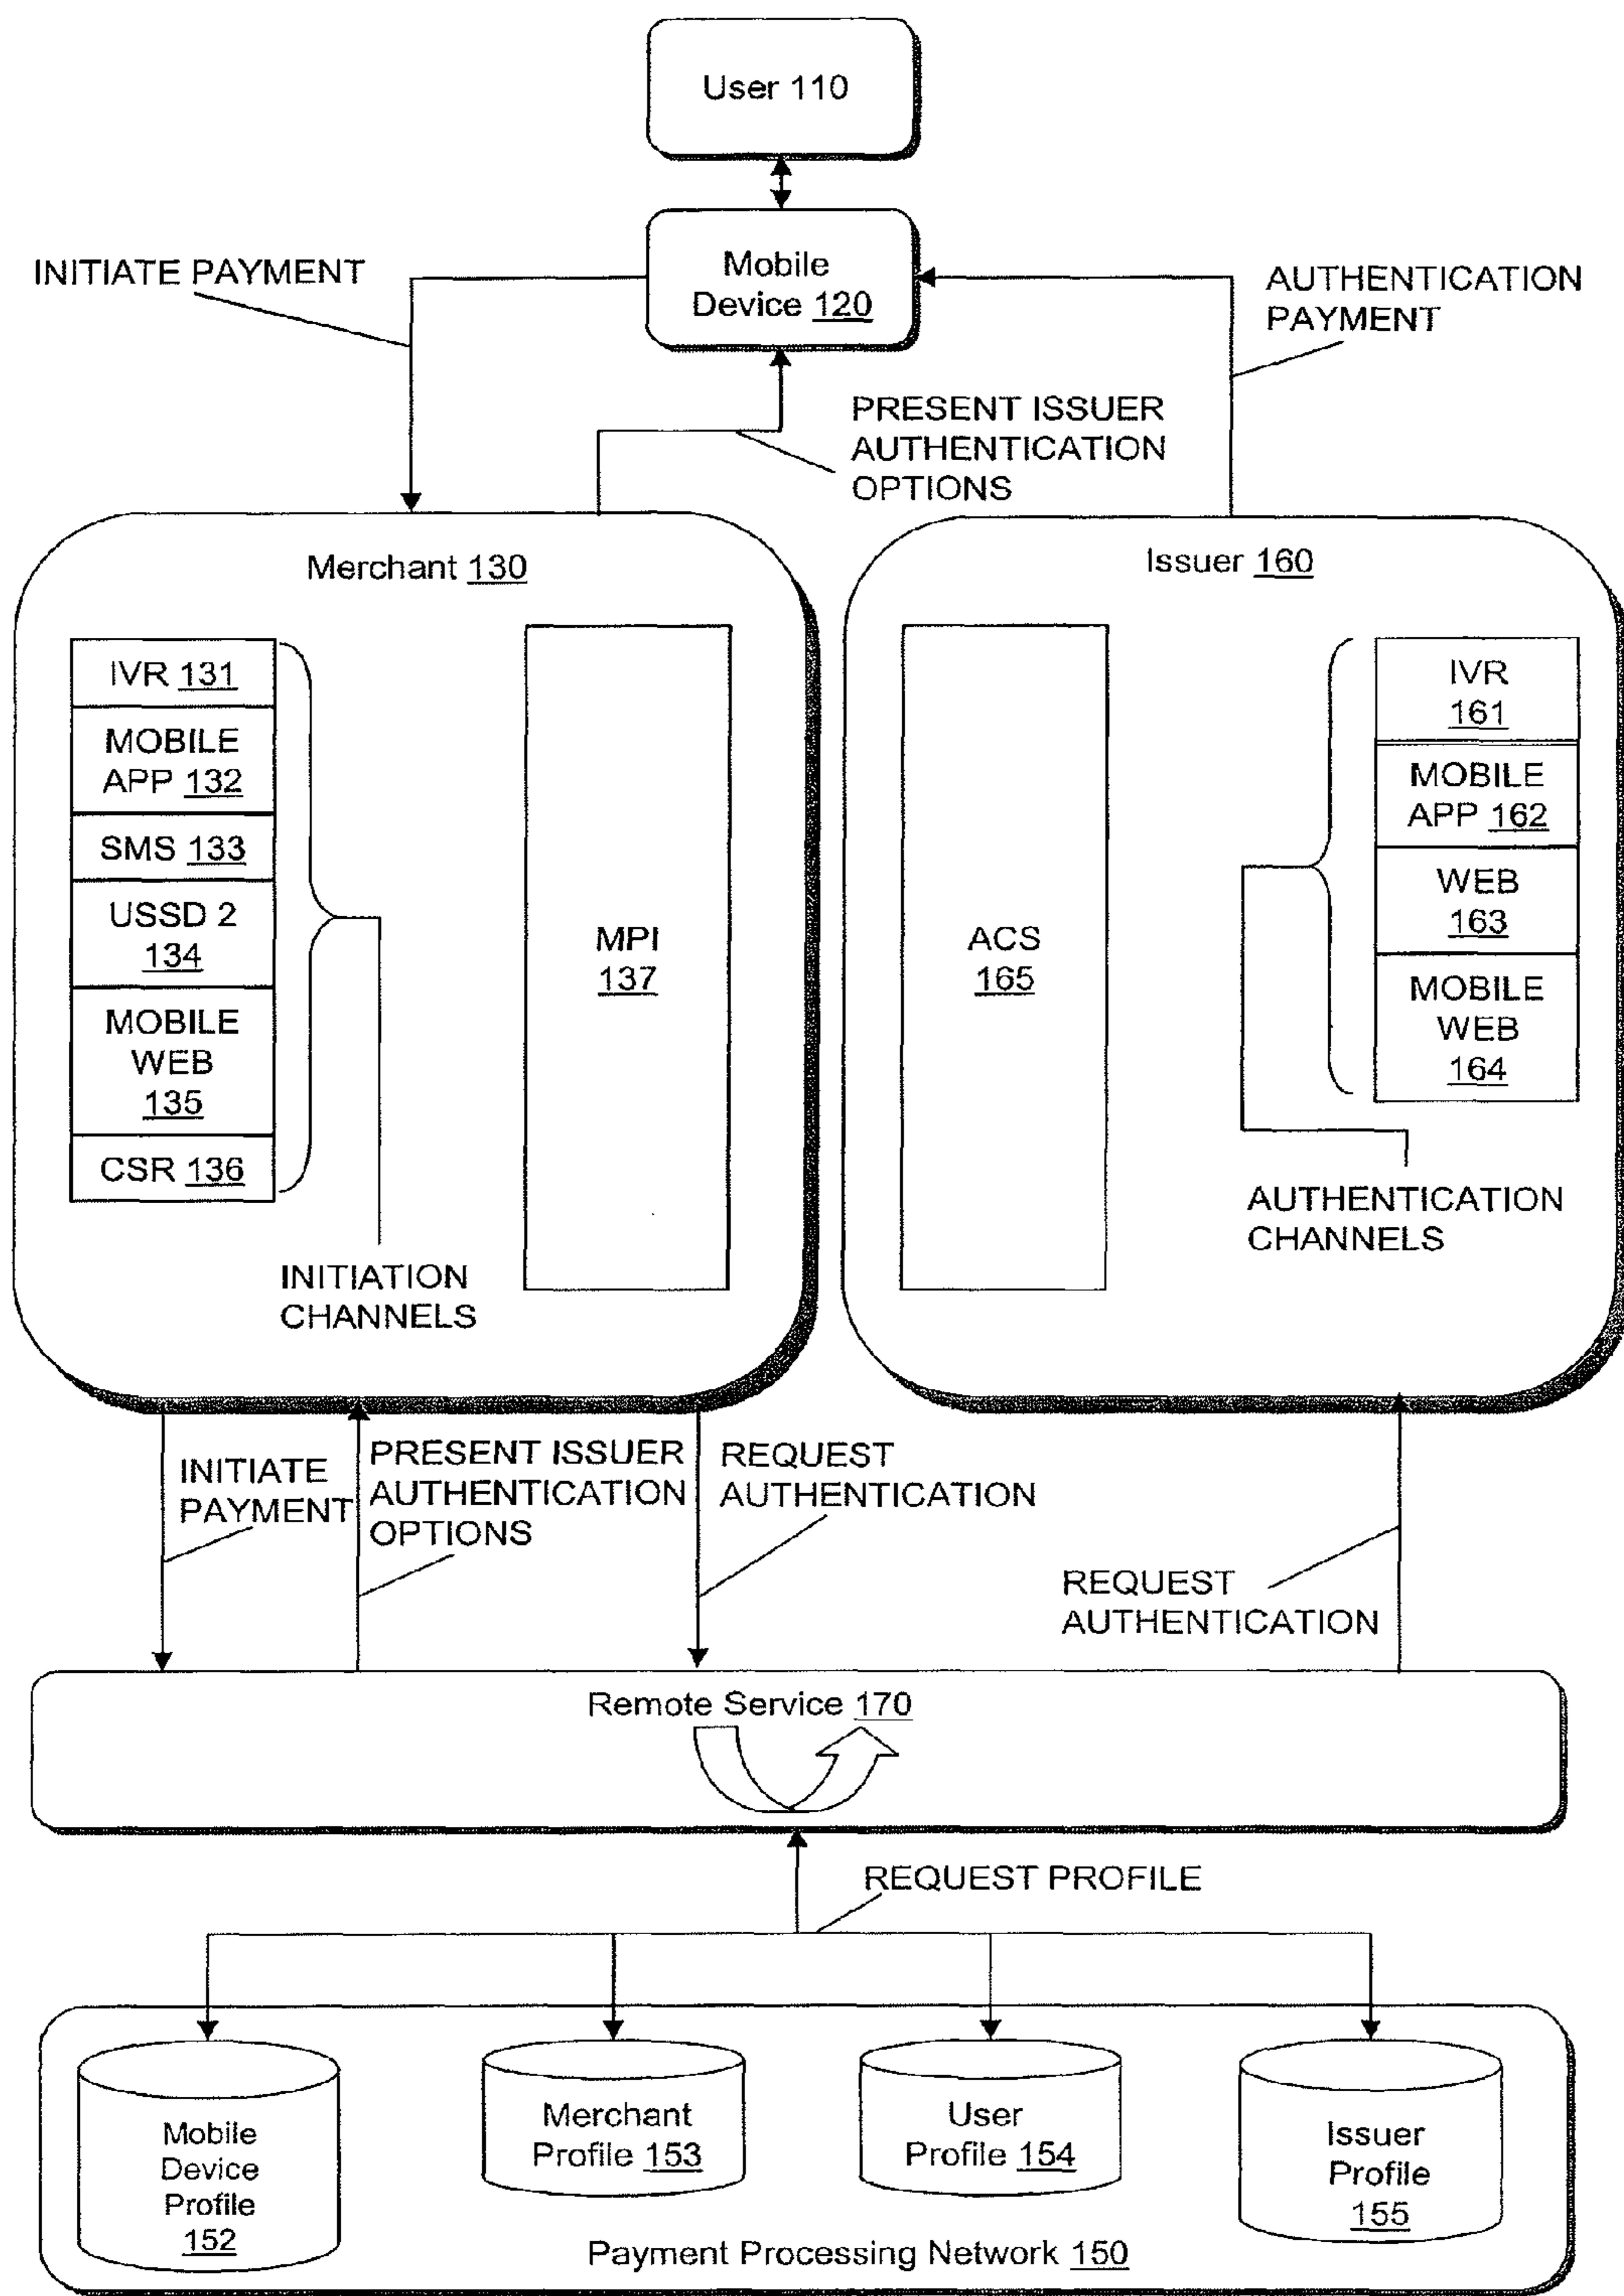 User 110
Mobile
Device 120
INITIATE PAYMENT
AUTHENTICATION
PAYMENT
PRESENT ISSUER
AUTHENTICATION
OPTIONS
Merchant 130
IVR 131
MOBILE
APP 132
SMS 133
USSD 2
134
MOBILE
WEB
135
CSR 136
INITIATION
CHANNELS
MPI
137
Issuer 160
ACS
165
IVR
161
MOBILE
APP 162
WEB
163
MOBILE
WEB
164
AUTHENTICATION
CHANNELS
INITIATE
PAYMENT
PRESENT ISSUER
AUTHENTICATION
OPTIONS
REQUEST
AUTHENTICATION
REQUEST
AUTHENTICATION
Remote Service 170
REQUEST PROFILE
Mobile
Device
Profile
152
Merchant
Profile 153
User
Profile 154
Issuer
Profile
155
Payment Processing Network 150